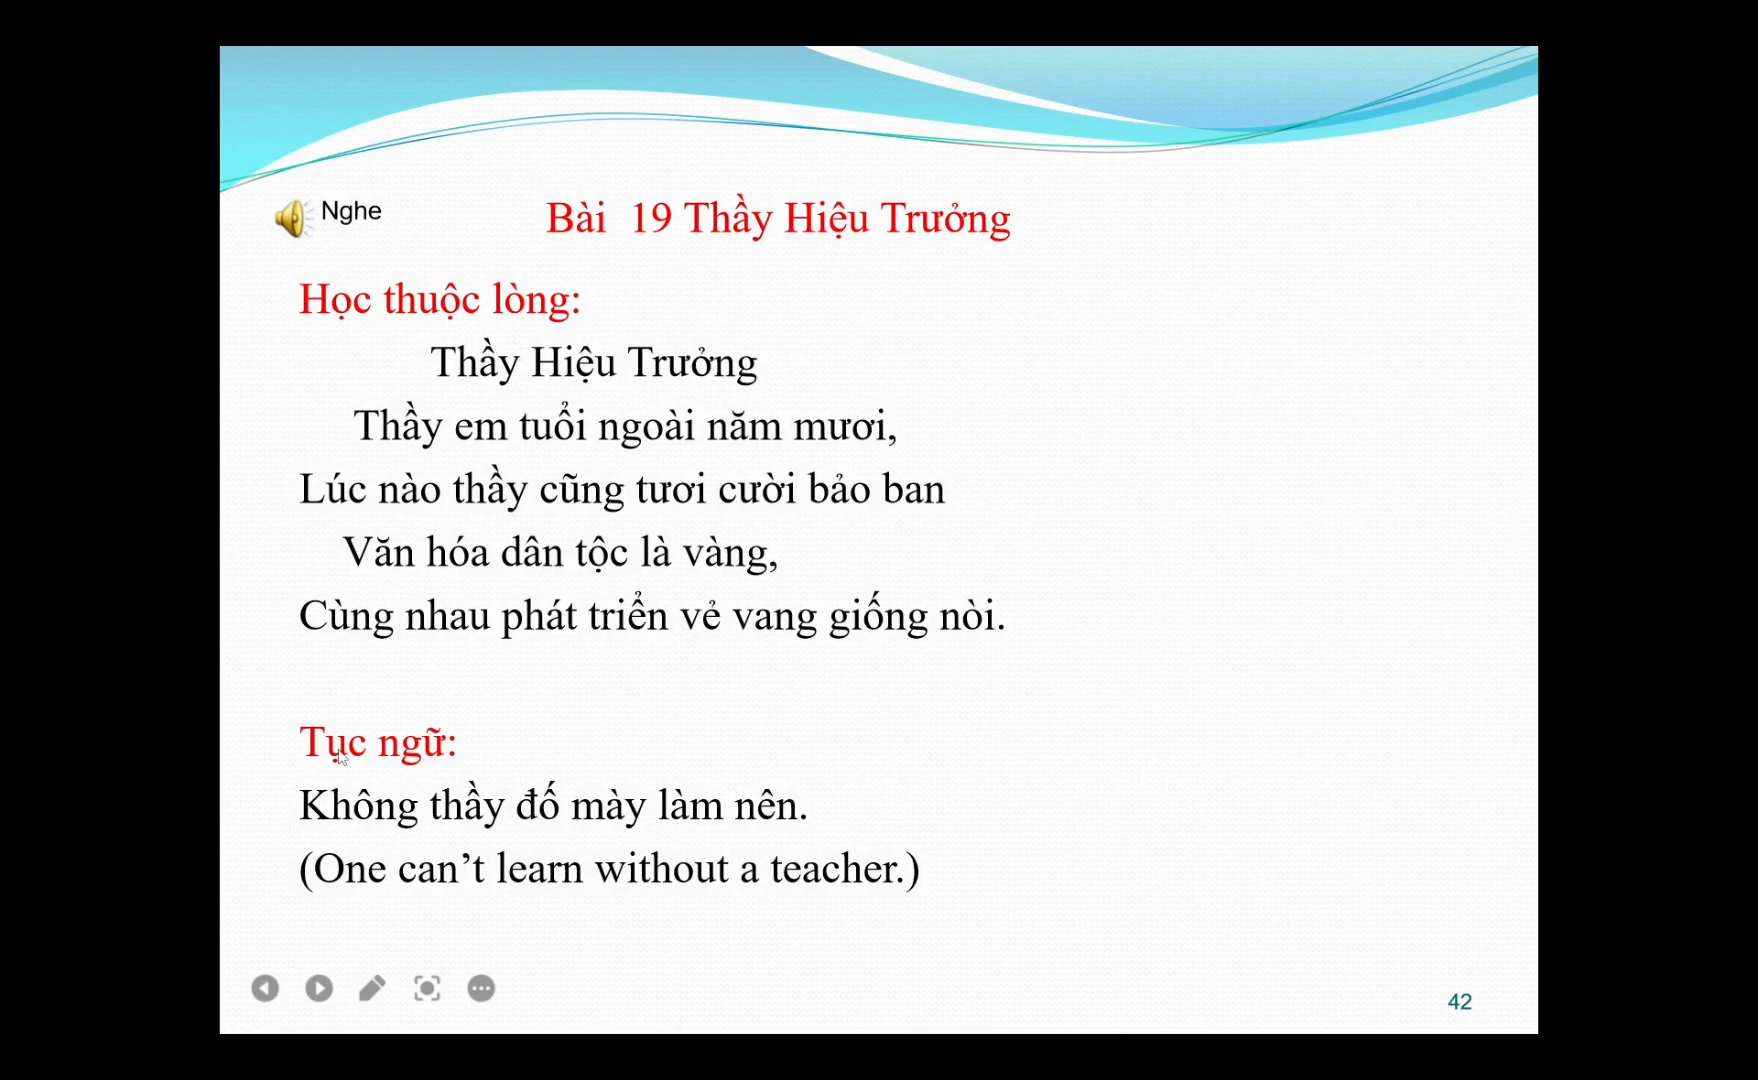 Nghe
Bài 19 Thầy Hiệu Trưởng
Học thuộc lòng:
Thầy Hiệu Trưởng
Thầy em tuổi ngoài năm mươi,
Lúc nào thầy cũng tươi cười bảo ban
Văn hóa dân tộc là vàng,
Cùng nhau phát triển vẻ vang giống nòi.
Tục ngữ:
Không thầy đố mày làm nên.
(One can’t learn without a teacher.)
42